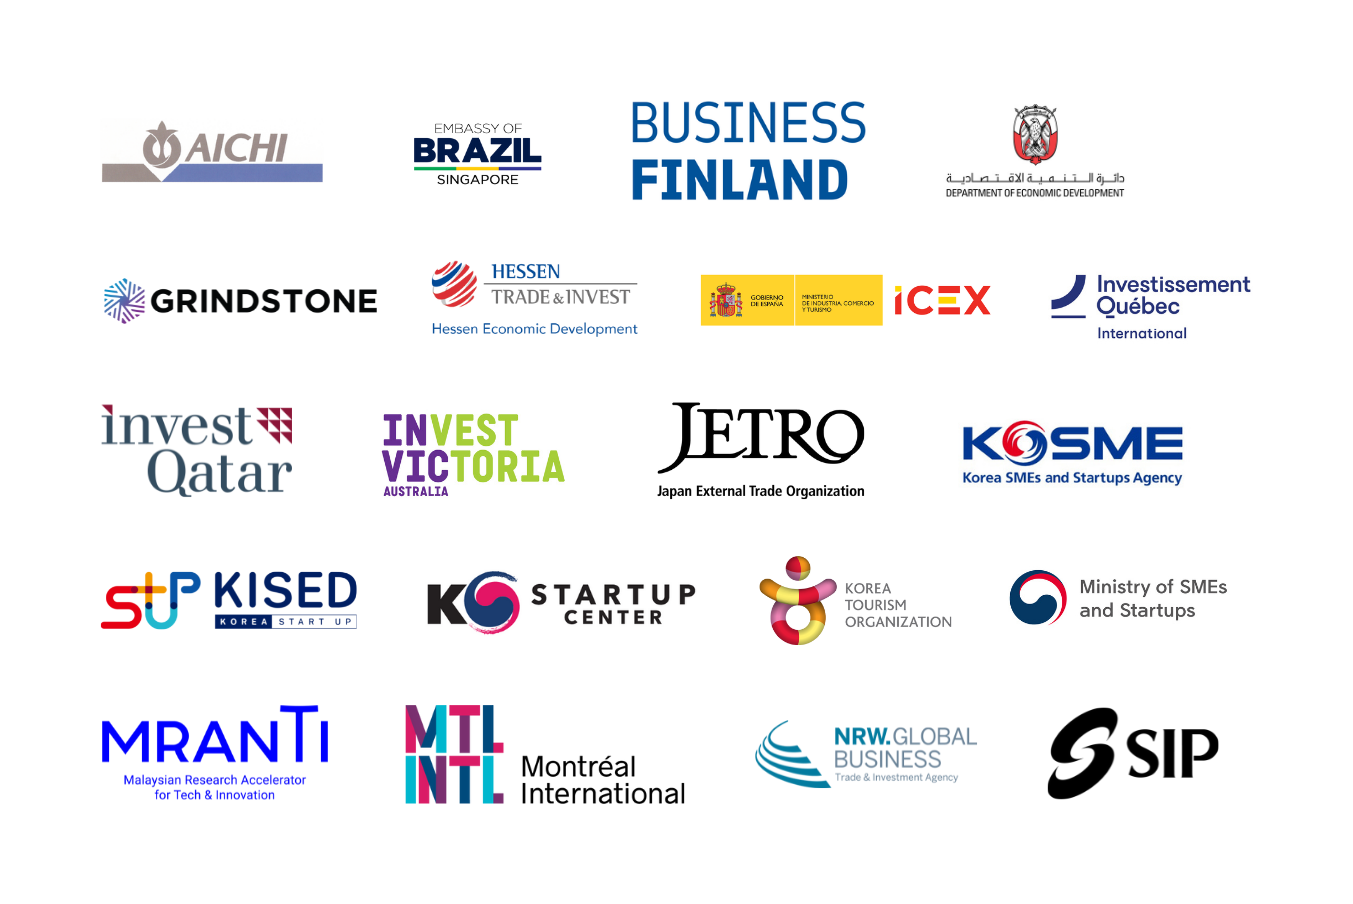 AICHI
EMBASSY OF
BRAZIL
SINGAPORE
BUSINESS
FINLAND
دائرة التنمية الاقتصادية
DEPARTMENT OF ECONOMIC DEVELOPMENT
GRINDSTONE
HESSEN
TRADE & INVEST
Hessen Economic Development
GOBIERNO
DE ESPAÑA
MINISTERIO
DE INDUSTRIA, COMERCIO
Y TURISMO
ICEX
Investissement
Québec
International
invest
Qatar
INVEST
VICTORIA
AUSTRALIA
JETRO
Japan External Trade Organization
KOSME
Korea SMEs and Startups Agency
StUP
KISED
KOREA START UP
KO STARTUP
CENTER
KOREA
TOURISM
ORGANIZATION
Ministry of SMEs
and Startups
MRANTI
Malaysian Research Accelerator
for Tech & Innovation
MTL
INTL
Montréal
International
NRW.GLOBAL
BUSINESS
Trade & Investment Agency
SIP